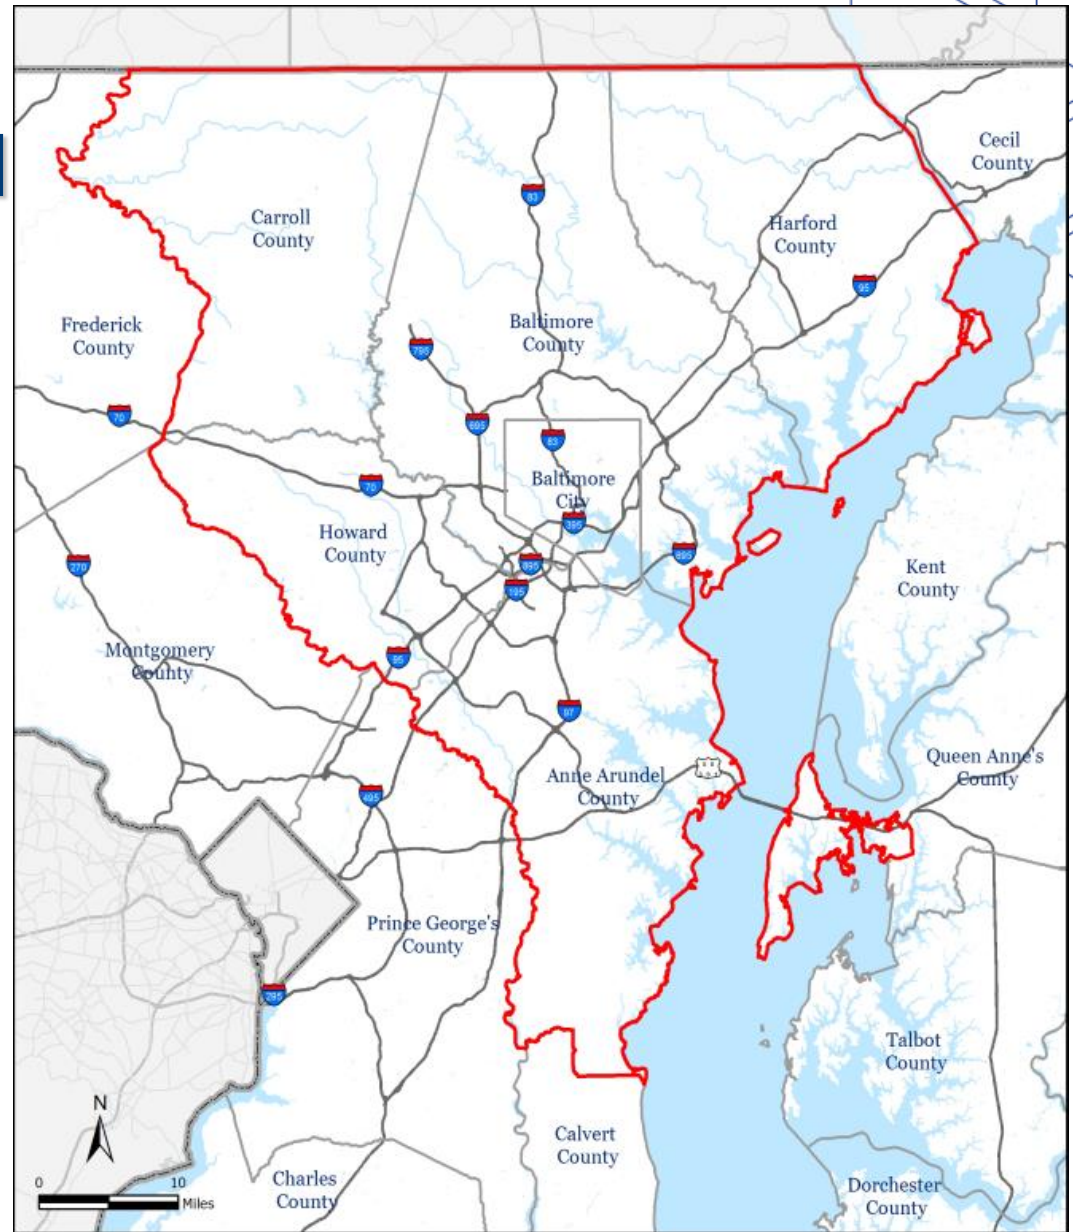 Cecil
County
83
Carroll
County
Harford
County
95
Frederick
County
Baltimore
County
795
70
695
83
70
Baltimore
City
395
Howard
County
695
895
195
270
Kent
County
Montgomery
County
95
97
Queen Anne's
County
Anne Arundel
County
495
Prince George's
County
295
Talbot
County
N
Calvert
County
0
10
Miles
Charles
County
Dorchester
County